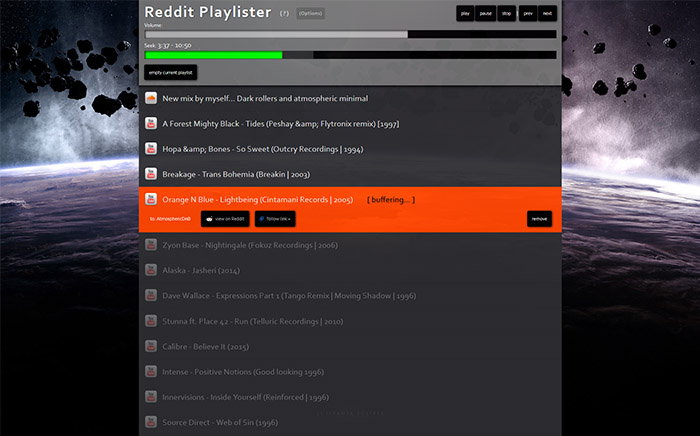 Reddit Playlister (?) (Options) play pause stop prev next
Volume
Seek 3:37 - 10:50
empty current playlist
New mix by myself... Dark rollers and atmospheric minimal
A Forest Mighty Black - Tides (Peshay &amp; Flytronix remix) [1997]
Hopa &amp; Bones - So Sweet (Outcry Recordings | 1994)
Breakage - Trans Bohemia (Breakin | 2003)
Orange N Blue - Lightbeing (Cintamani Records | 2005) [ buffering... ]
to: AtmosphericDnB view on Reddit follow link » remove
Zyon Base - Nightingale (Fokuz Recordings | 2006)
Alaska - Jasheri (2014)
Dave Wallace - Expressions Part 1 (Tango Remix | Moving Shadow | 1996)
Stunna ft. Place 42 - Run (Telluric Recordings | 2010)
Calibre - Believe It (2015)
Intense - Positive Notions (Good looking 1996)
Innervisions - Inside Yourself (Reinforced | 1996)
Source Direct - Web of Sin (1996)